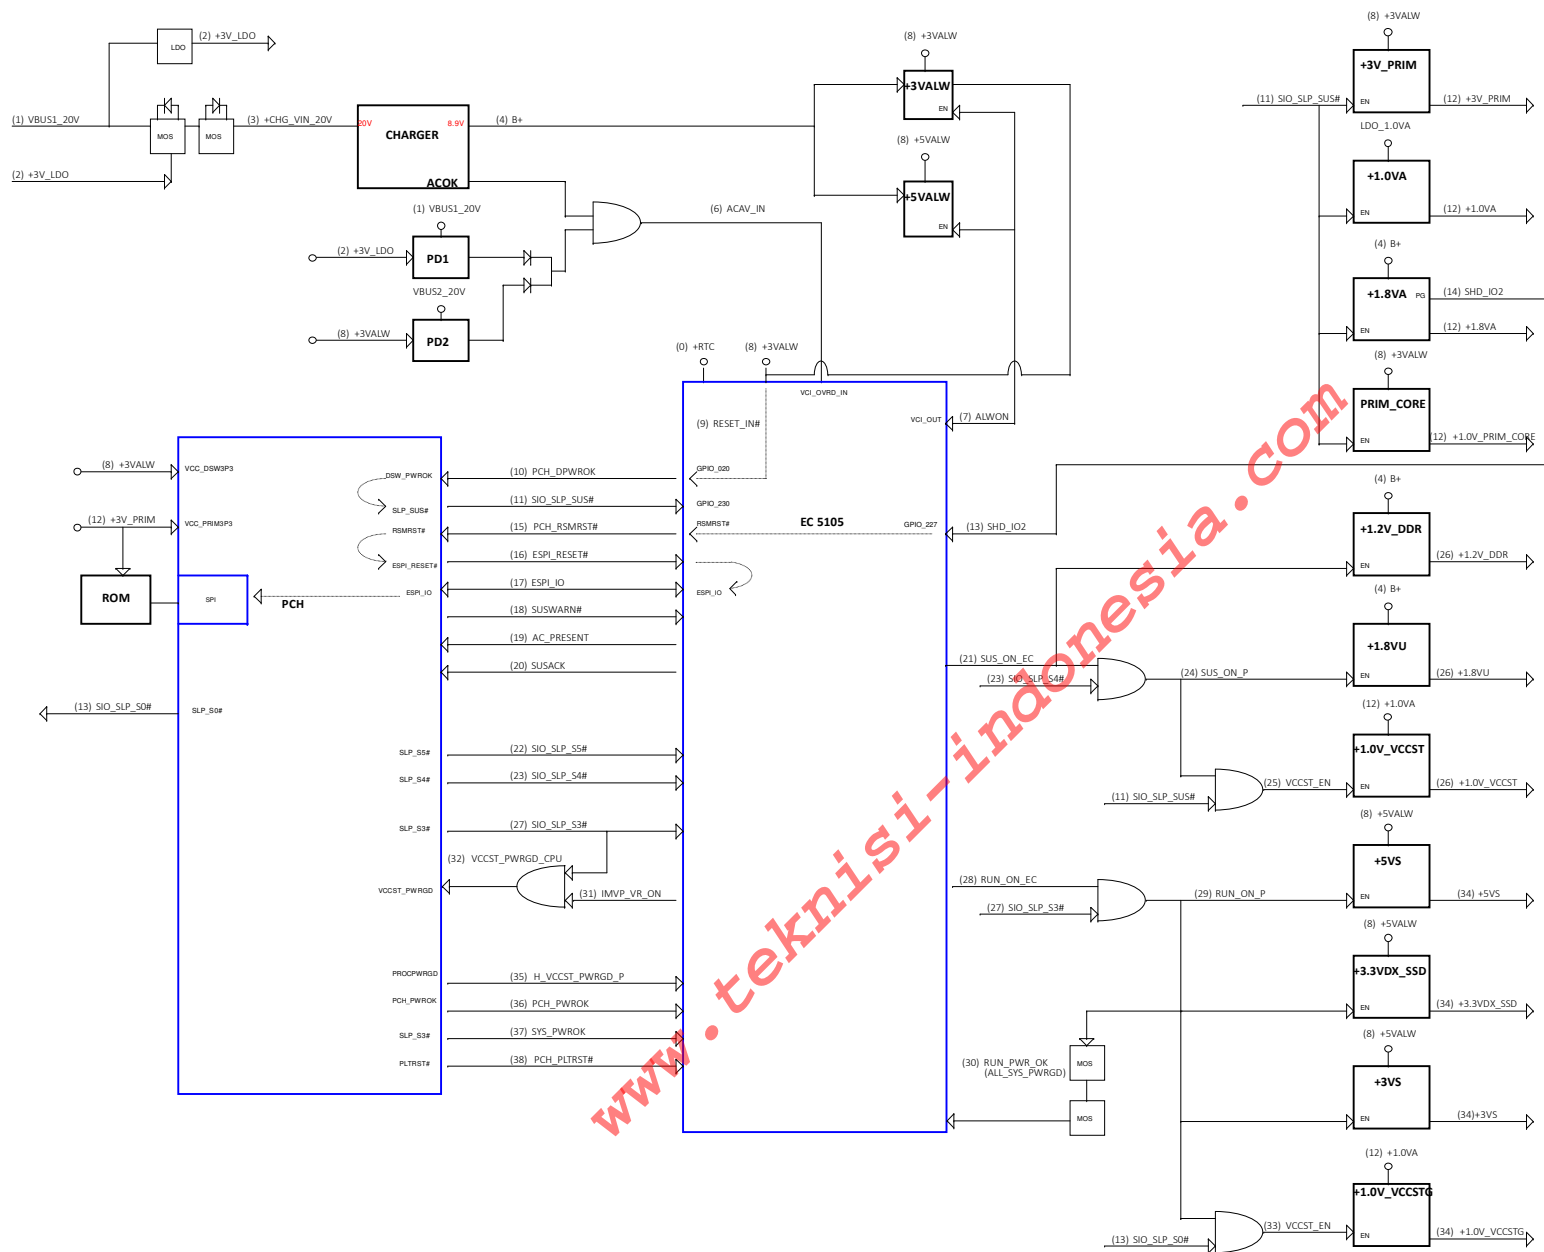 (2) +3V_LDO
LDO
(1) VBUS1_20V
MOS
MOS
(3) +CHG_VIN_20V
(2) +3V_LDO
20V
8.9V
CHARGER
ACOK
(4) B+
(8) +3VALW
+3VALW
EN
(8) +5VALW
+5VALW
EN
(1) VBUS1_20V
(2) +3V_LDO
PD1
VBUS2_20V
(8) +3VALW
PD2
(6) ACAV_IN
(0) +RTC
(8) +3VALW
VCI_OVRD_IN
(9) RESET_IN#
VCI_OUT
(7) ALWON
GPIO_020
GPIO_230
RSMRST#
EC 5105
GPIO_227
(13) SHD_IO2
ESPI_IO
(8) +3VALW
VCC_DSW3P3
(12) +3V_PRIM
VCC_PRIM3P3
ROM
SPI
PCH
(13) SIO_SLP_S0#
SLP_S0#
DSW_PWROK
SLP_SUS#
RSMRST#
ESPI_RESET#
ESPI_IO
SLP_S5#
SLP_S4#
SLP_S3#
VCCST_PWRGD
PROCPWRGD
PCH_PWROK
SLP_S3#
PLTRST#
(10) PCH_DPWROK
(11) SIO_SLP_SUS#
(15) PCH_RSMRST#
(16) ESPI_RESET#
(17) ESPI_IO
(18) SUSWARN#
(19) AC_PRESENT
(20) SUSACK
(22) SIO_SLP_S5#
(23) SIO_SLP_S4#
(27) SIO_SLP_S3#
(32) VCCST_PWRGD_CPU
(31) IMVP_VR_ON
(35) H_VCCST_PWRGD_P
(36) PCH_PWROK
(37) SYS_PWROK
(38) PCH_PLTRST#
(21) SUS_ON_EC
(23) SIO_SLP_S4#
(24) SUS_ON_P
(11) SIO_SLP_SUS#
(25) VCCST_EN
(28) RUN_ON_EC
(27) SIO_SLP_S3#
(29) RUN_ON_P
(30) RUN_PWR_OK
(ALL_SYS_PWRGD)
MOS
MOS
(13) SIO_SLP_S0#
(33) VCCST_EN
(8) +3VALW
+3V_PRIM
EN
(11) SIO_SLP_SUS#
(12) +3V_PRIM
LDO_1.0VA
+1.0VA
EN
(12) +1.0VA
(4) B+
+1.8VA
PG
EN
(14) SHD_IO2
(12) +1.8VA
(8) +3VALW
PRIM_CORE
EN
(12) +1.0V_PRIM_CORE
(4) B+
+1.2V_DDR
EN
(26) +1.2V_DDR
(4) B+
+1.8VU
EN
(26) +1.8VU
(12) +1.0VA
+1.0V_VCCST
EN
(26) +1.0V_VCCST
(8) +5VALW
+5VS
EN
(34) +5VS
(8) +5VALW
+3.3VDX_SSD
EN
(34) +3.3VDX_SSD
(8) +5VALW
+3VS
EN
(34)+3VS
(12) +1.0VA
+1.0V_VCCSTG
EN
(34) +1.0V_VCCSTG
www.teknisi-indonesia.com